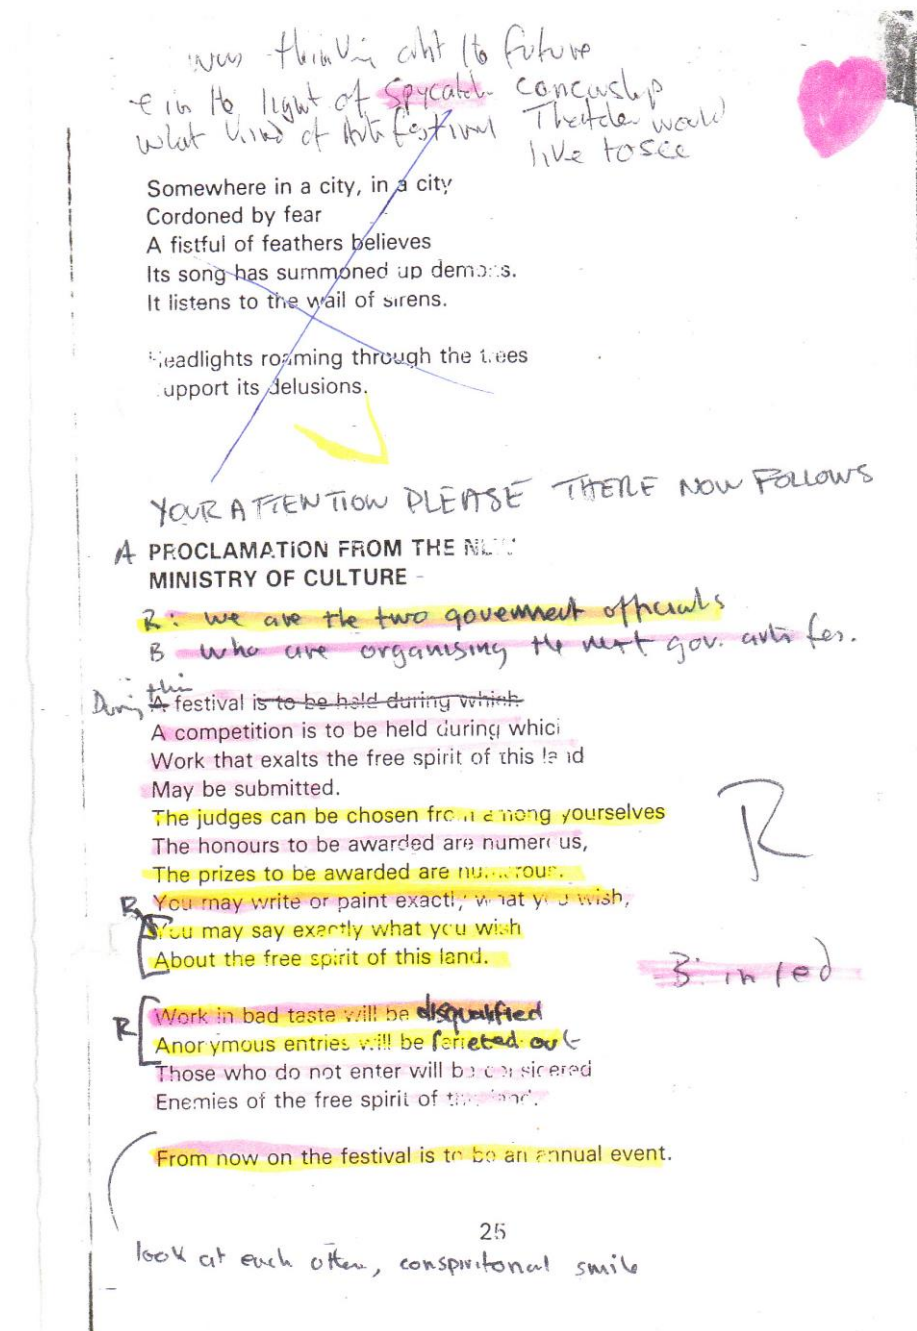 was thinking abt the future
& in the light of Spycatcher censorship
what kind of Arts festival Thatcher would
like to see
Somewhere in a city, in a city
Cordoned by fear
A fistful of feathers believes
Its song has summoned up demons.
It listens to the wail of sirens.
Headlights roaming through the trees
Support its delusions.
YOUR ATTENTION PLEASE THERE NOW FOLLOWS
A PROCLAMATION FROM THE NEW
MINISTRY OF CULTURE
R: we are the two government officials
B who are organising the next gov. arts fes.
During this
A festival is to be held during which
A competition is to be held during which
Work that exalts the free spirit of this land
May be submitted.
The judges can be chosen from among yourselves
The honours to be awarded are numerous,
The prizes to be awarded are numerous.
R You may write or paint exactly what you wish,
You may say exactly what you wish
About the free spirit of this land.
R
B: in red
R Work in bad taste will be disqualified
Anonymous entries will be ferreted out
Those who do not enter will be considered
Enemies of the free spirit of this land.
From now on the festival is to be an annual event.
25
look at each other, conspiritonal smile